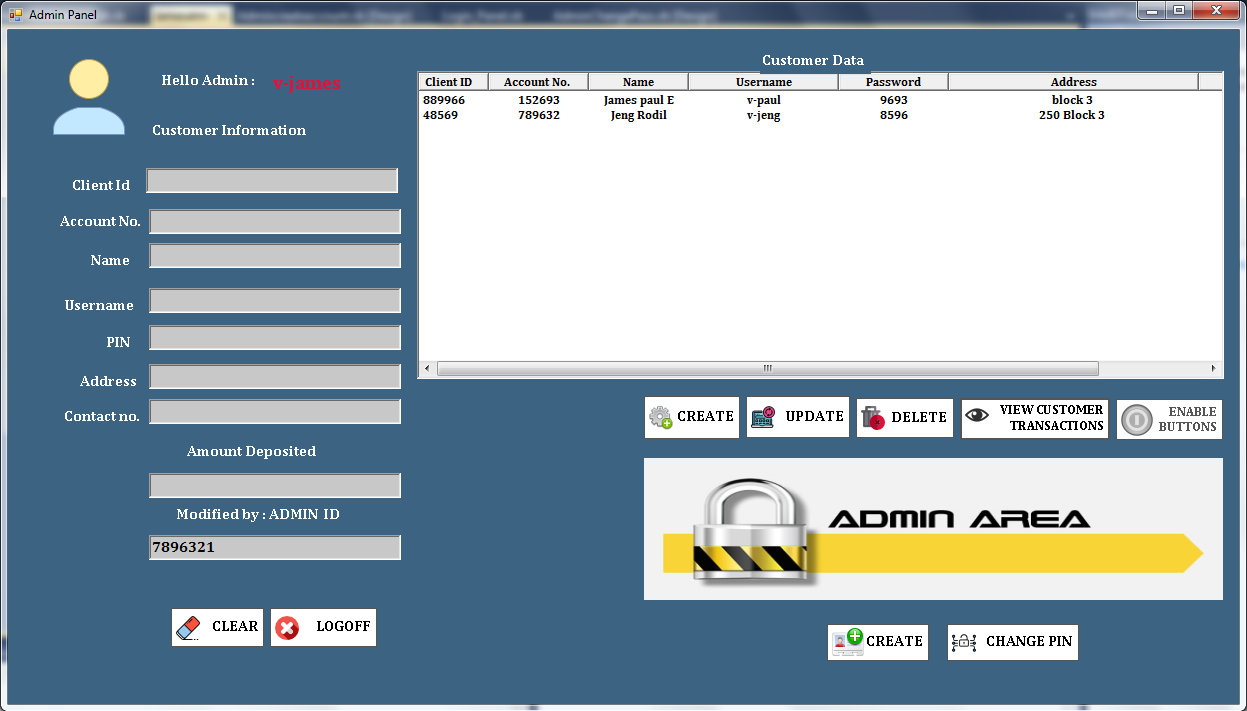 Admin Panel
Hello Admin :
v-james
Customer Information
Client Id
Account No.
Name
Username
PIN
Address
Contact no.
Amount Deposited
Modified by : ADMIN ID
7896321
CLEAR
LOGOFF
Customer Data
Client ID Account No. Name Username Password Address
889966 152693 James paul E v-paul 9693 block 3
48569 789632 Jeng Rodil v-jeng 8596 250 Block 3
CREATE
UPDATE
DELETE
VIEW CUSTOMER
TRANSACTIONS
ENABLE
BUTTONS
ADMIN AREA
CREATE
CHANGE PIN